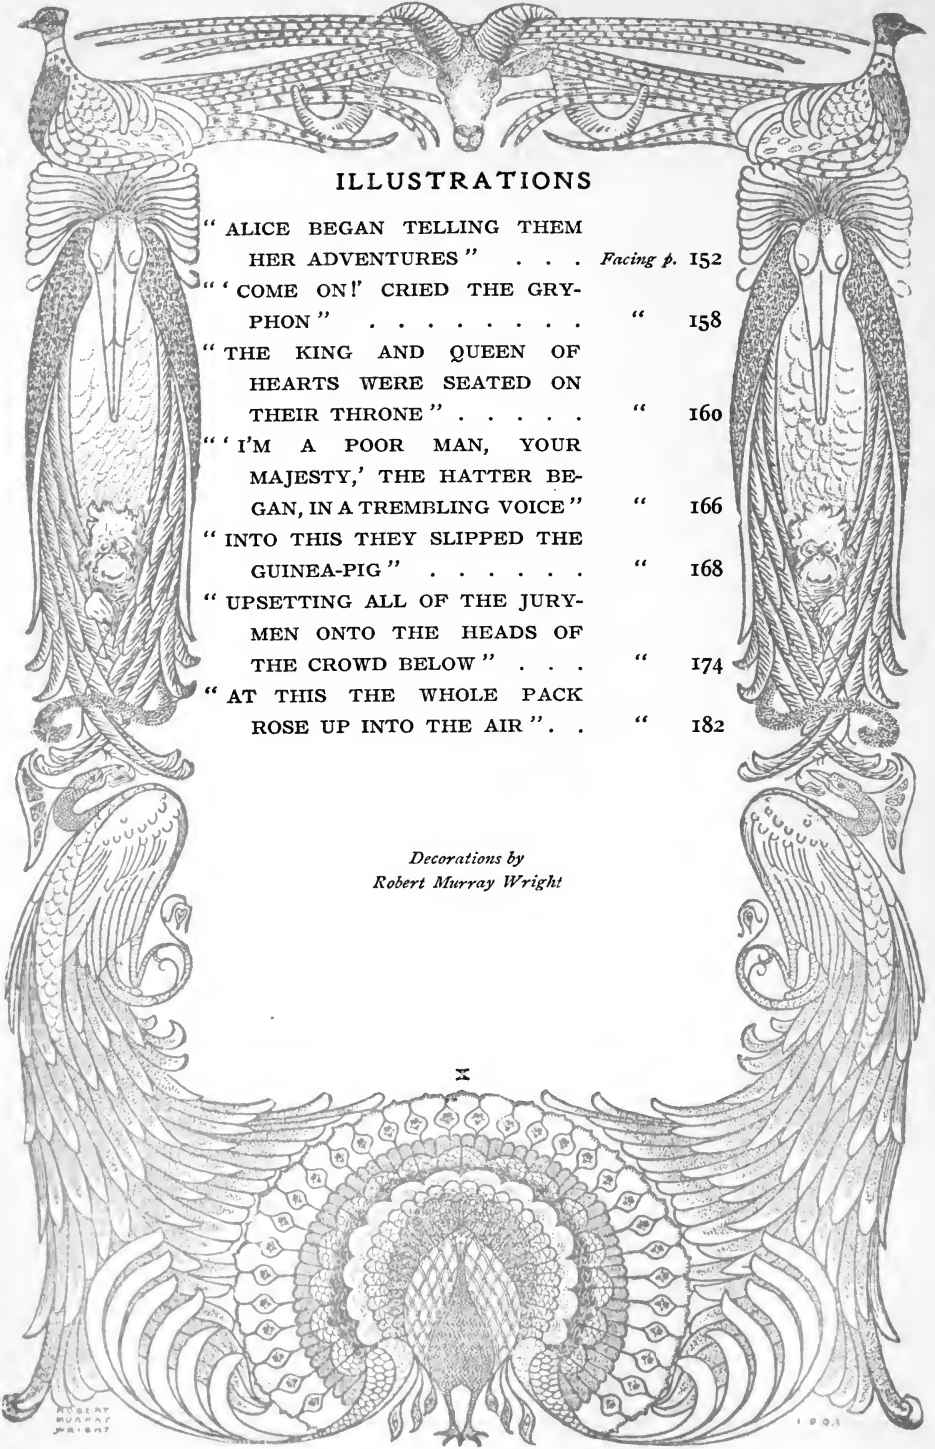 ILLUSTRATIONS
“ ALICE BEGAN TELLING THEM
HER ADVENTURES ” . . . Facing p. 152
“ ‘ COME ON!’ CRIED THE GRY-
PHON ” . . . . . . . . “ 158
“ THE KING AND QUEEN OF
HEARTS WERE SEATED ON
THEIR THRONE ” . . . . . “ 160
“ ‘ I’M A POOR MAN, YOUR
MAJESTY,’ THE HATTER BE-
GAN, IN A TREMBLING VOICE ” “ 166
“ INTO THIS THEY SLIPPED THE
GUINEA-PIG ” . . . . . . “ 168
“ UPSETTING ALL OF THE JURY-
MEN ONTO THE HEADS OF
THE CROWD BELOW ” . . . “ 174
“ AT THIS THE WHOLE PACK
ROSE UP INTO THE AIR ” . . “ 182
Decorations by
Robert Murray Wright
x
ROBERT
MURRAY
WRIGHT